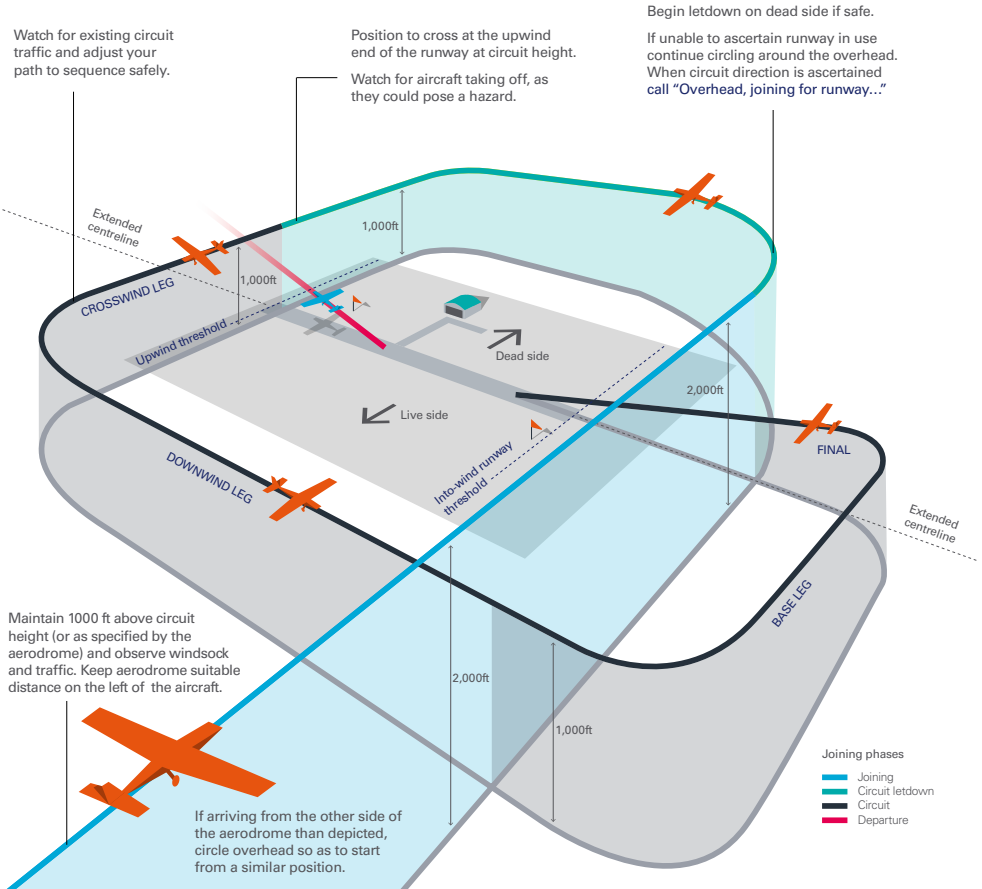 Watch for existing circuit
traffic and adjust your
path to sequence safely.
Position to cross at the upwind
end of the runway at circuit height.
Watch for aircraft taking off, as
they could pose a hazard.
Begin letdown on dead side if safe.
If unable to ascertain runway in use
continue circling around the overhead.
When circuit direction is ascertained
call “Overhead, joining for runway…”
Extended
centreline
1,000ft
1,000ft
CROSSWIND LEG
Upwind threshold
Dead side
Live side
2,000ft
Into-wind runway
threshold
FINAL
DOWNWIND LEG
Extended
centreline
BASE LEG
Maintain 1000 ft above circuit
height (or as specified by the
aerodrome) and observe windsock
and traffic. Keep aerodrome suitable
distance on the left of the aircraft.
2,000ft
1,000ft
If arriving from the other side of
the aerodrome than depicted,
circle overhead so as to start
from a similar position.
Joining phases
Joining
Circuit letdown
Circuit
Departure